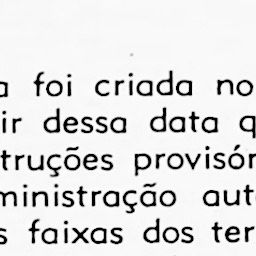 a foi criada no
ir dessa data q
truções provisór
ministração aut
s faixas dos ter